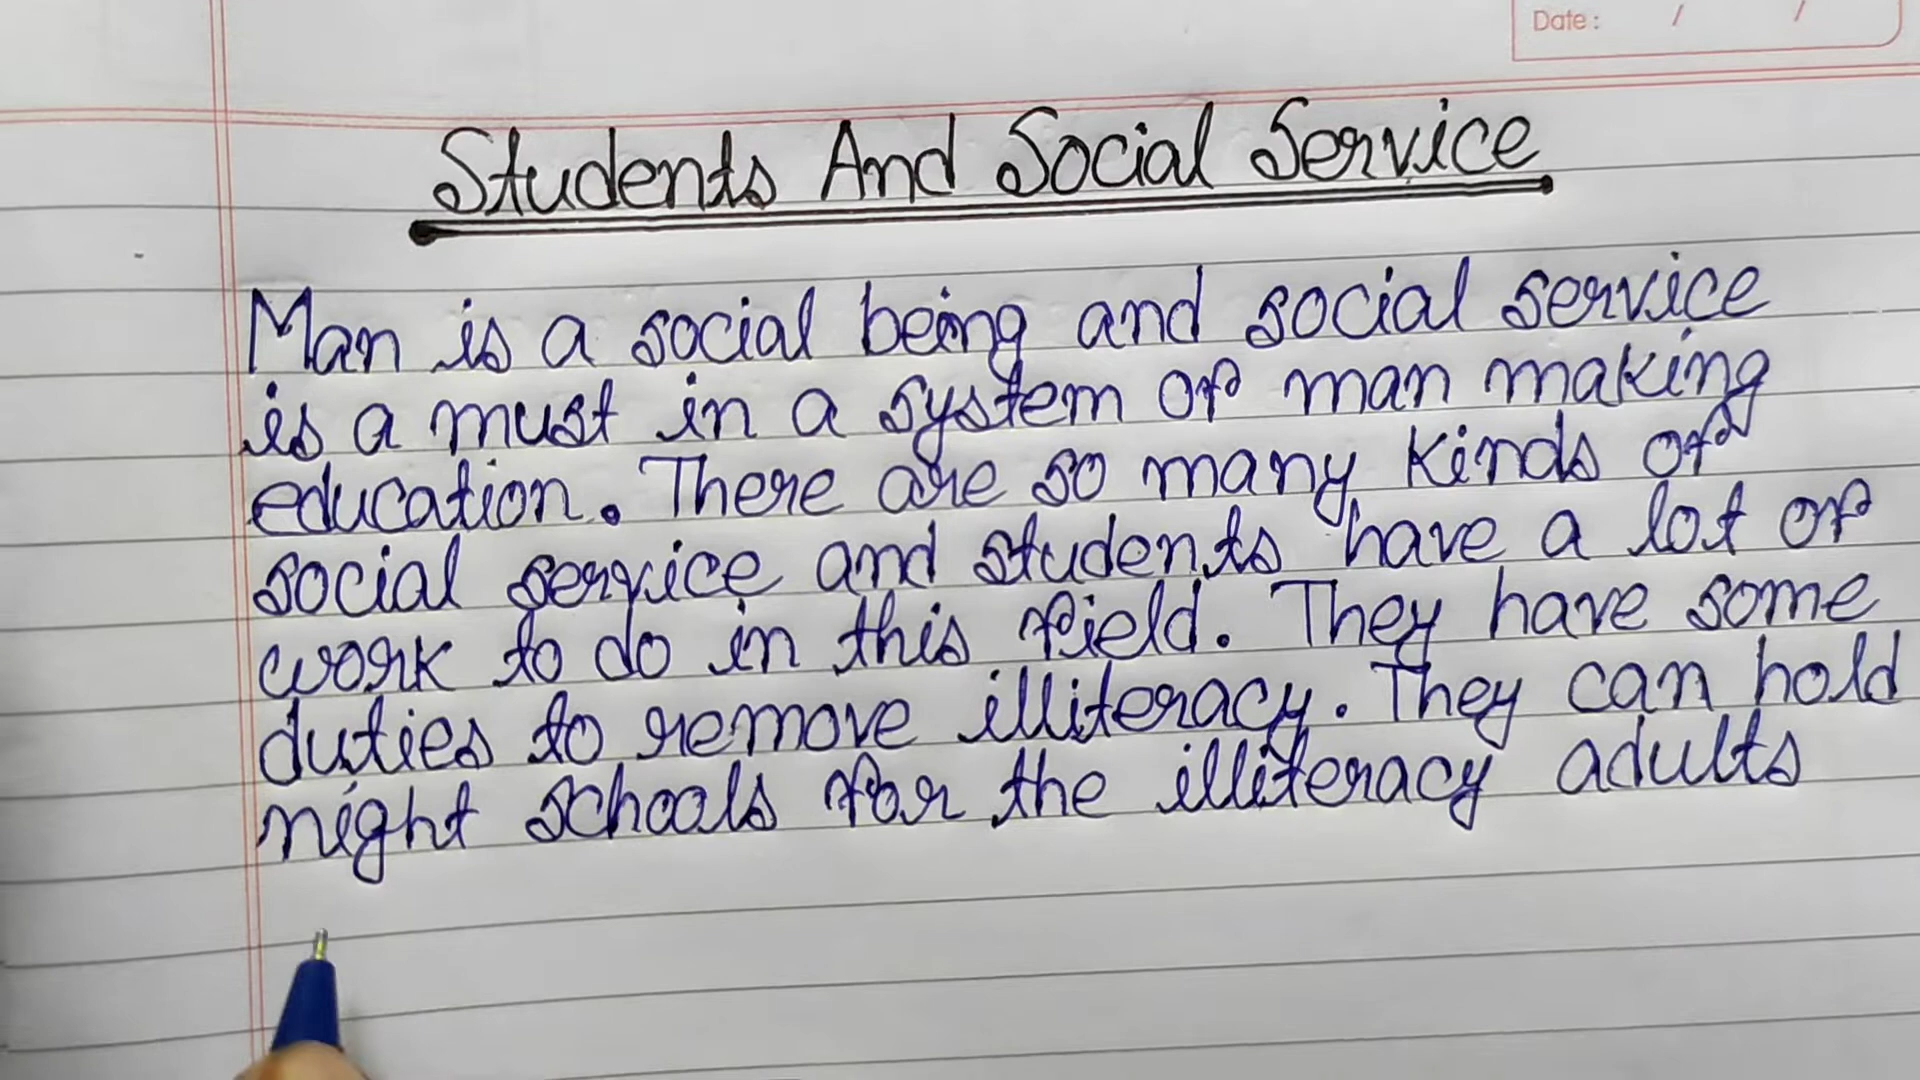 Date: / /
Students And Social Service
Man is a social being and social service
is a must in a system of man making
education. There are so many kinds of
social service and students have a lot of
work to do in this field. They have some
duties to remove illiteracy. They can hold
night schools for the illiteracy adults